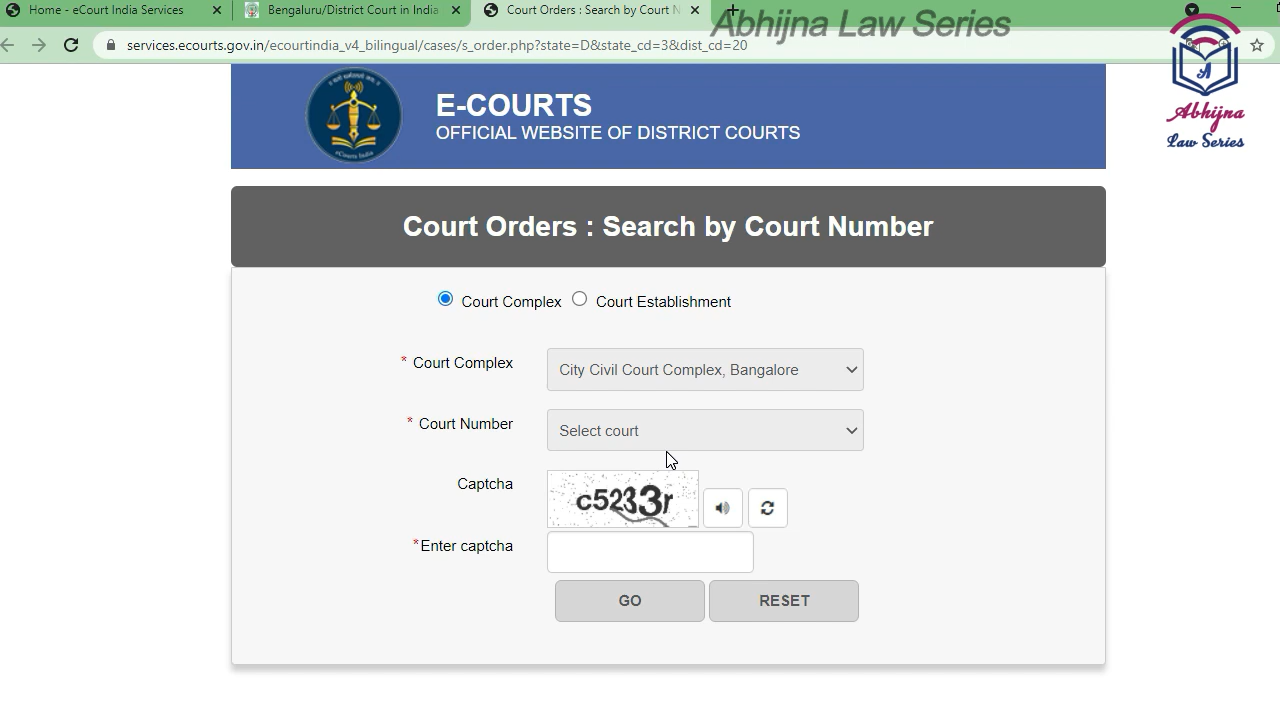 Home - eCourt India Services
Bengaluru/District Court in India
Court Orders : Search by Court N
Abhijna Law Series
services.ecourts.gov.in/ecourtindia_v4_bilingual/cases/s_order.php?state=D&state_cd=3&dist_cd=20
A
Abhijna
Law Series
E-COURTS
OFFICIAL WEBSITE OF DISTRICT COURTS
Court Orders : Search by Court Number
Court Complex Court Establishment
* Court Complex City Civil Court Complex, Bangalore
* Court Number Select court
Captcha c5233r
*Enter captcha
GO RESET